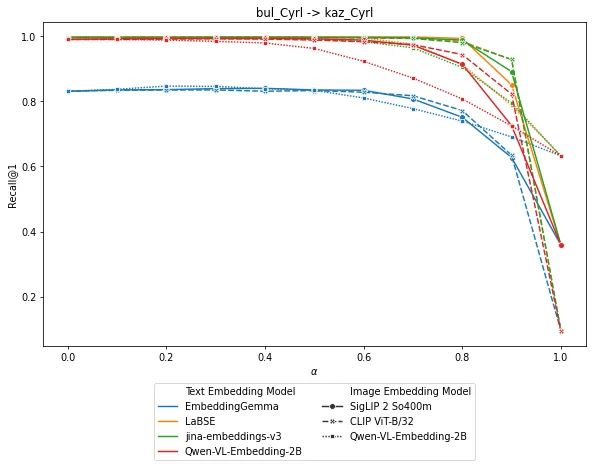 bul_Cyrl -> kaz_Cyrl
1.0
0.8
0.6
0.4
0.2
Recall@1
0.0 0.2 0.4 0.6 0.8 1.0
α
Text Embedding Model Image Embedding Model
EmbeddingGemma SigLIP 2 So400m
LaBSE CLIP ViT-B/32
jina-embeddings-v3 Qwen-VL-Embedding-2B
Qwen-VL-Embedding-2B